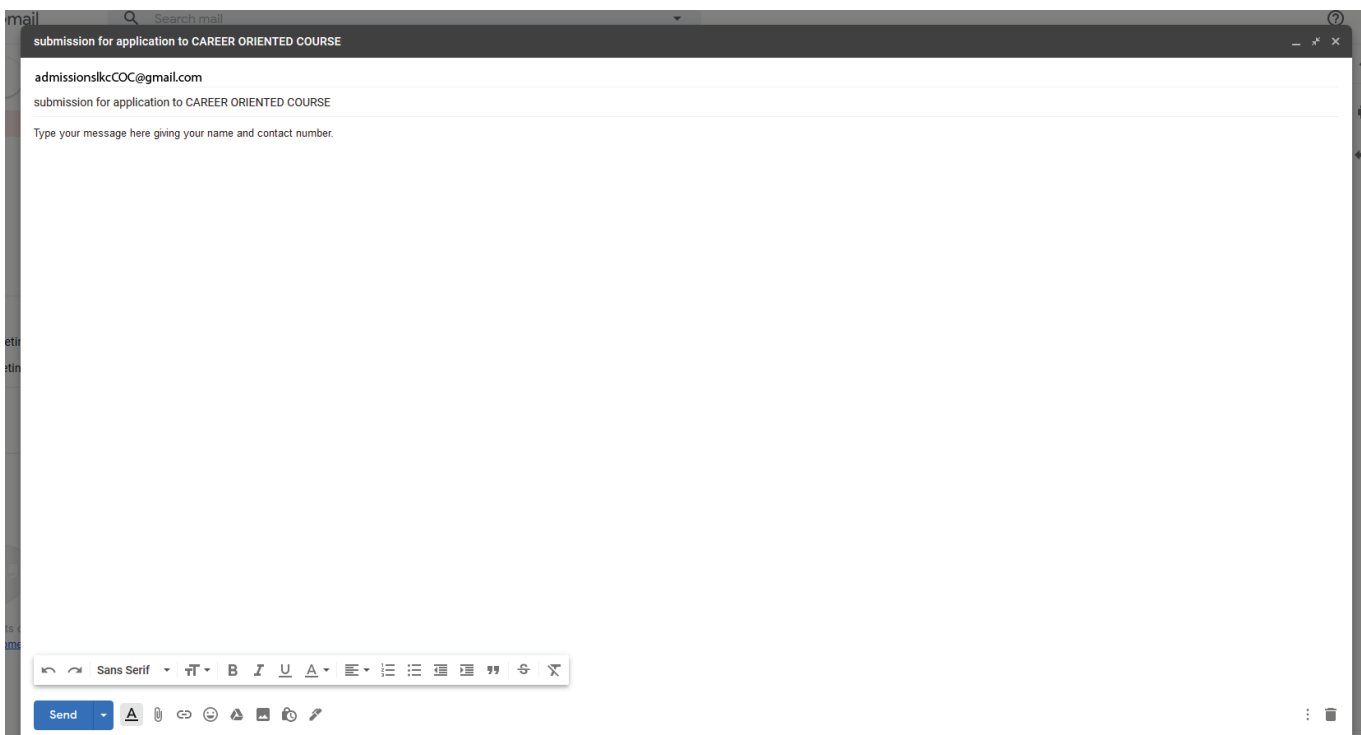 mail
Search mail
submission for application to CAREER ORIENTED COURSE
admissionslkcCOC@gmail.com
submission for application to CAREER ORIENTED COURSE
Type your message here giving your name and contact number.
Sans Serif
Send